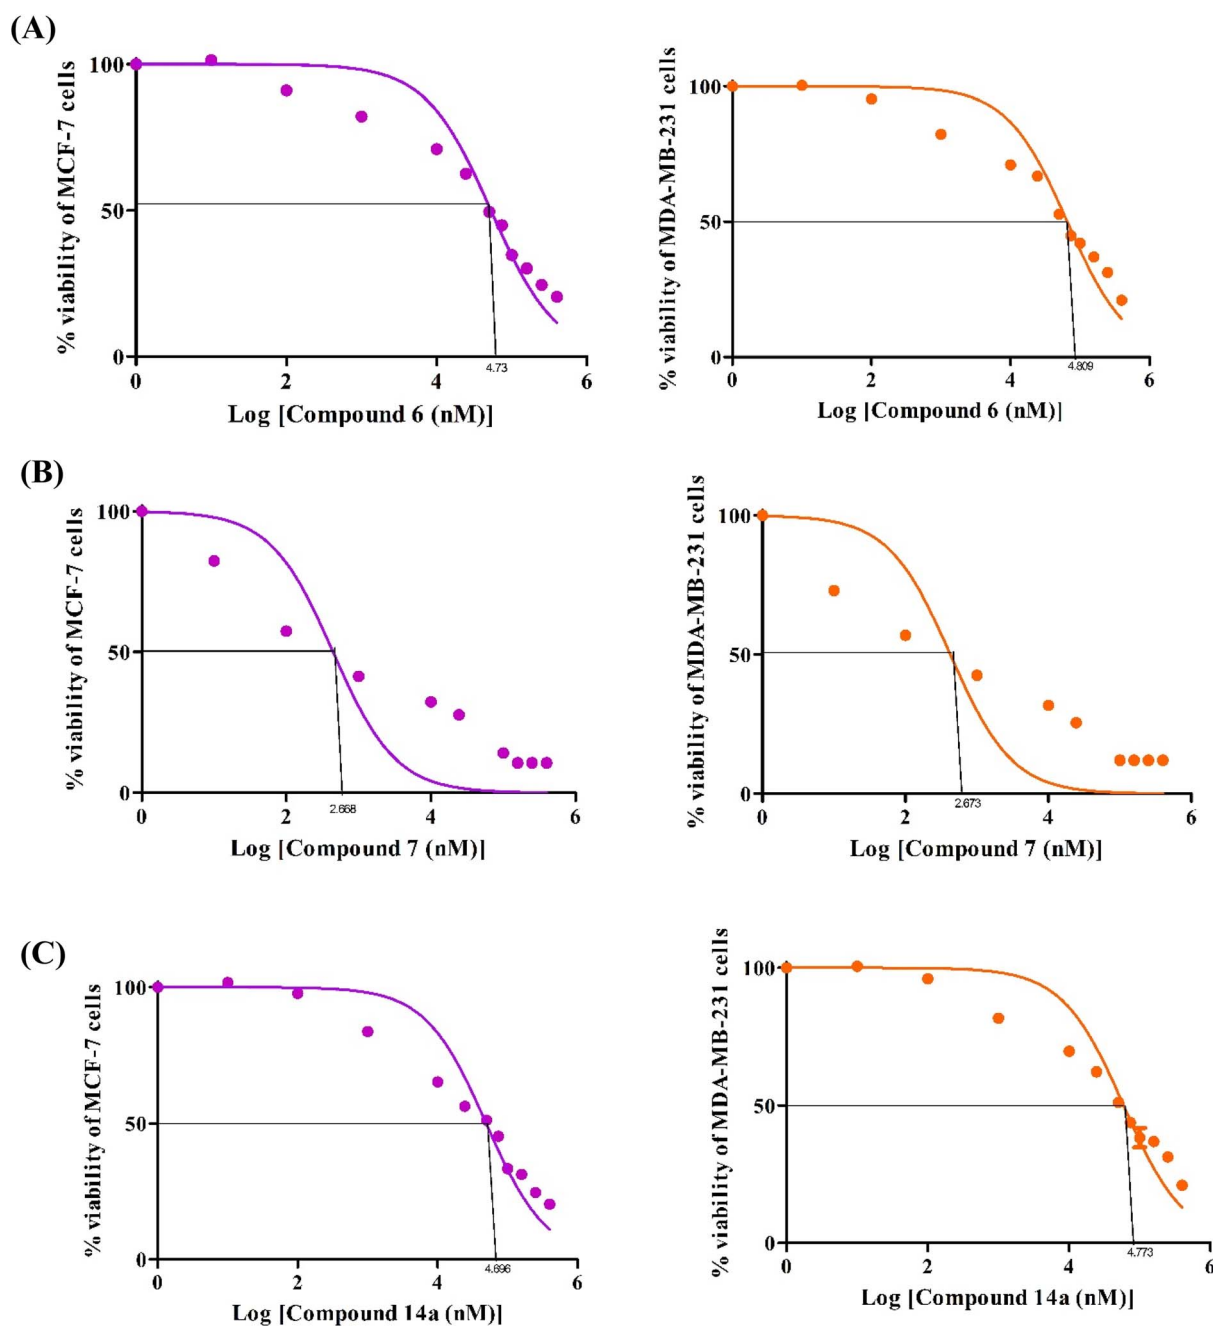 (A)
% viability of MCF-7 cells
100
50
0
0 2 4 6
4.73
Log [Compound 6 (nM)]
% viability of MDA-MB-231 cells
100
50
0
0 2 4 6
4.809
Log [Compound 6 (nM)]
(B)
% viability of MCF-7 cells
100
50
0
0 2 4 6
2.668
Log [Compound 7 (nM)]
% viability of MDA-MB-231 cells
100
50
0
0 2 4 6
2.673
Log [Compound 7 (nM)]
(C)
% viability of MCF-7 cells
100
50
0
0 2 4 6
4.696
Log [Compound 14a (nM)]
% viability of MDA-MB-231 cells
100
50
0
0 2 4 6
4.773
Log [Compound 14a (nM)]